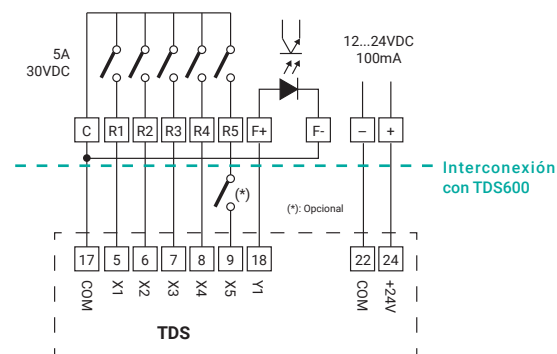 5A
30VDC
12...24VDC
100mA
C R1 R2 R3 R4 R5 F+ F- – +
Interconexión
con TDS600
(*)
(*): Opcional
17 5 6 7 8 9 18 22 24
COM X1 X2 X3 X4 X5 Y1 COM +24V
TDS